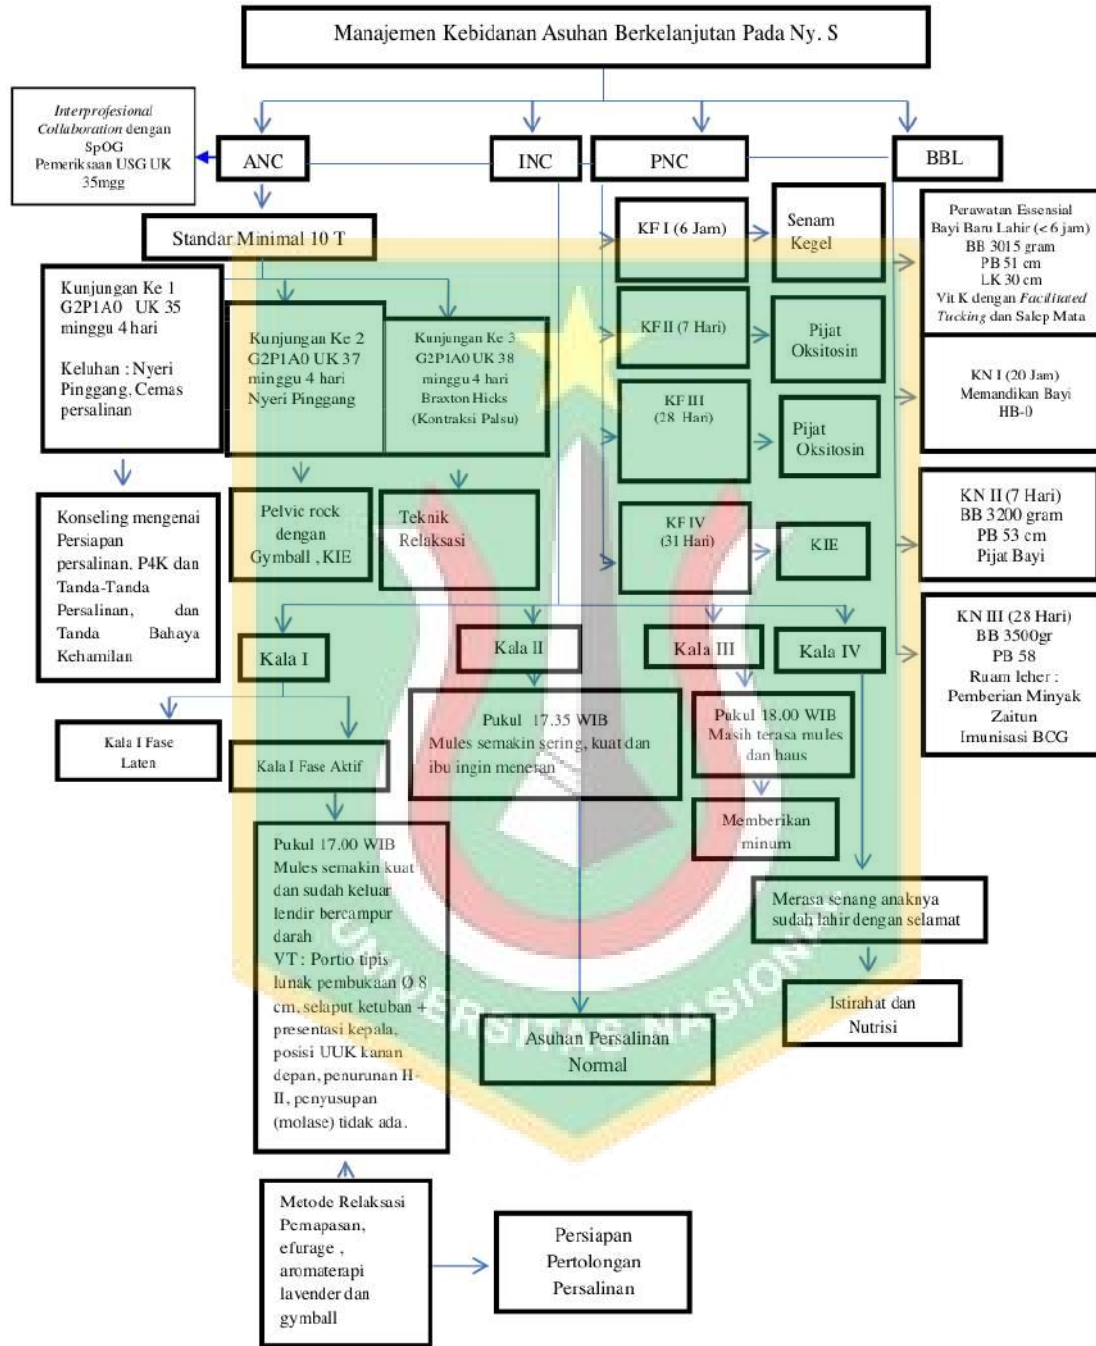 Manajemen Kebidanan Asuhan Berkelanjutan Pada Ny. S
Interprofesional
Collaboration dengan
SpOG
Pemeriksaan USG UK
35mgg
ANC
INC
PNC
BBL
Standar Minimal 10 T
Kunjungan Ke 1
G2P1A0 UK 35
minggu 4 hari
Keluhan : Nyeri
Pinggang, Cemas
persalinan
Kunjungan Ke 2
G2P1A0 UK 37
minggu 4 hari
Nyeri Pinggang
Kunjungan Ke 3
G2P1A0 UK 38
minggu 4 hari
Braxton Hicks
(Kontraksi Palsu)
Konseling mengenai
Persiapan
persalinan, P4K dan
Tanda-Tanda
Persalinan, dan
Tanda Bahaya
Kehamilan
Pelvic rock
dengan
Gymball , KIE
Teknik
Relaksasi
KF I (6 Jam)
Senam
Kegel
KF II (7 Hari)
Pijat
Oksitosin
KF III
(28 Hari)
Pijat
Oksitosin
KF IV
(31 Hari)
KIE
Perawatan Essensial
Bayi Baru Lahir (< 6 jam)
BB 3015 gram
PB 51 cm
LK 30 cm
Vit K dengan Facilitated
Tucking dan Salep Mata
KN I (20 Jam)
Memandikan Bayi
HB-0
KN II (7 Hari)
BB 3200 gram
PB 53 cm
Pijat Bayi
KN III (28 Hari)
BB 3500gr
PB 58
Ruam leher :
Pemberian Minyak
Zaitun
Imunisasi BCG
Kala I
Kala II
Kala III
Kala IV
Kala I Fase
Laten
Kala I Fase Aktif
Pukul 17.35 WIB
Mules semakin sering, kuat dan
ibu ingin meneran
Pukul 18.00 WIB
Masih terasa mules
dan haus
Memberikan
minum
Pukul 17.00 WIB
Mules semakin kuat
dan sudah keluar
lendir bercampur
darah
VT : Portio tipis
lunak pembukaan Ø 8
cm, selaput ketuban +
presentasi kepala,
posisi UUK kanan
depan, penurunan H-
II, penyusupan
(molase) tidak ada.
Merasa senang anaknya
sudah lahir dengan selamat
Istirahat dan
Nutrisi
Asuhan Persalinan
Normal
UNIVERSITAS NASIONAL
Metode Relaksasi
Pernapasan,
efurage ,
aromaterapi
lavender dan
gymball
Persiapan
Pertolongan
Persalinan